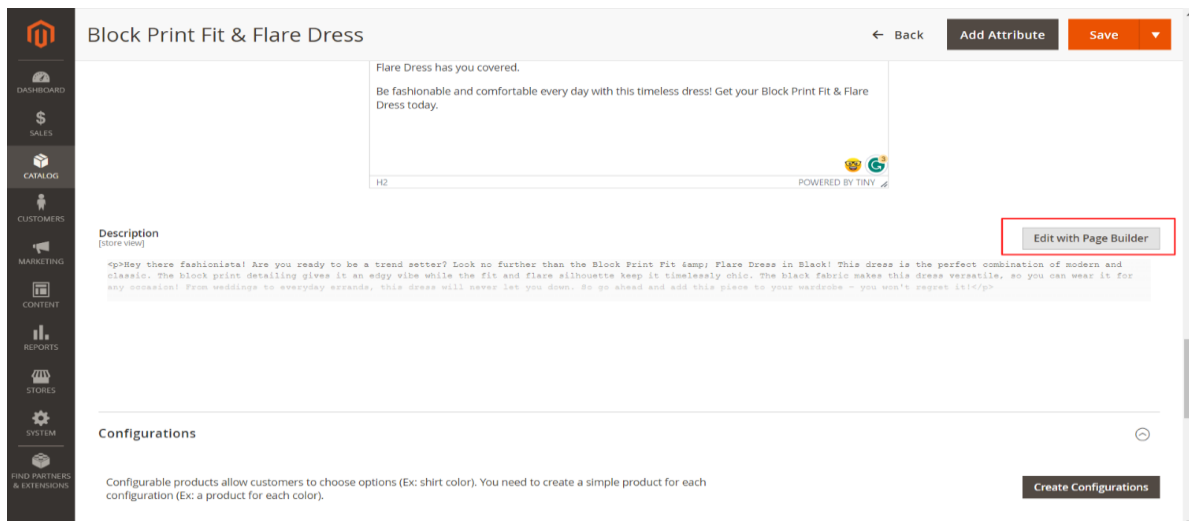 Block Print Fit & Flare Dress
← Back
Add Attribute
Save
DASHBOARD
SALES
CATALOG
CUSTOMERS
MARKETING
CONTENT
REPORTS
STORES
SYSTEM
FIND PARTNERS
& EXTENSIONS
Flare Dress has you covered.
Be fashionable and comfortable every day with this timeless dress! Get your Block Print Fit & Flare
Dress today.
3
H2
POWERED BY TINY
Description
[store view]
Edit with Page Builder
<p>Hey there fashionista! Are you ready to be a trend setter? Look no further than the Block Print Fit &amp; Flare Dress in Black! This dress is the perfect combination of modern and
classic. The block print detailing gives it an edgy vibe while the fit and flare silhouette keep it timelessly chic. The black fabric makes this dress versatile, so you can wear it for
any occasion! From weddings to everyday errands, this dress will never let you down. So go ahead and add this piece to your wardrobe – you won't regret it!</p>
Configurations
Configurable products allow customers to choose options (Ex: shirt color). You need to create a simple product for each
configuration (Ex: a product for each color).
Create Configurations